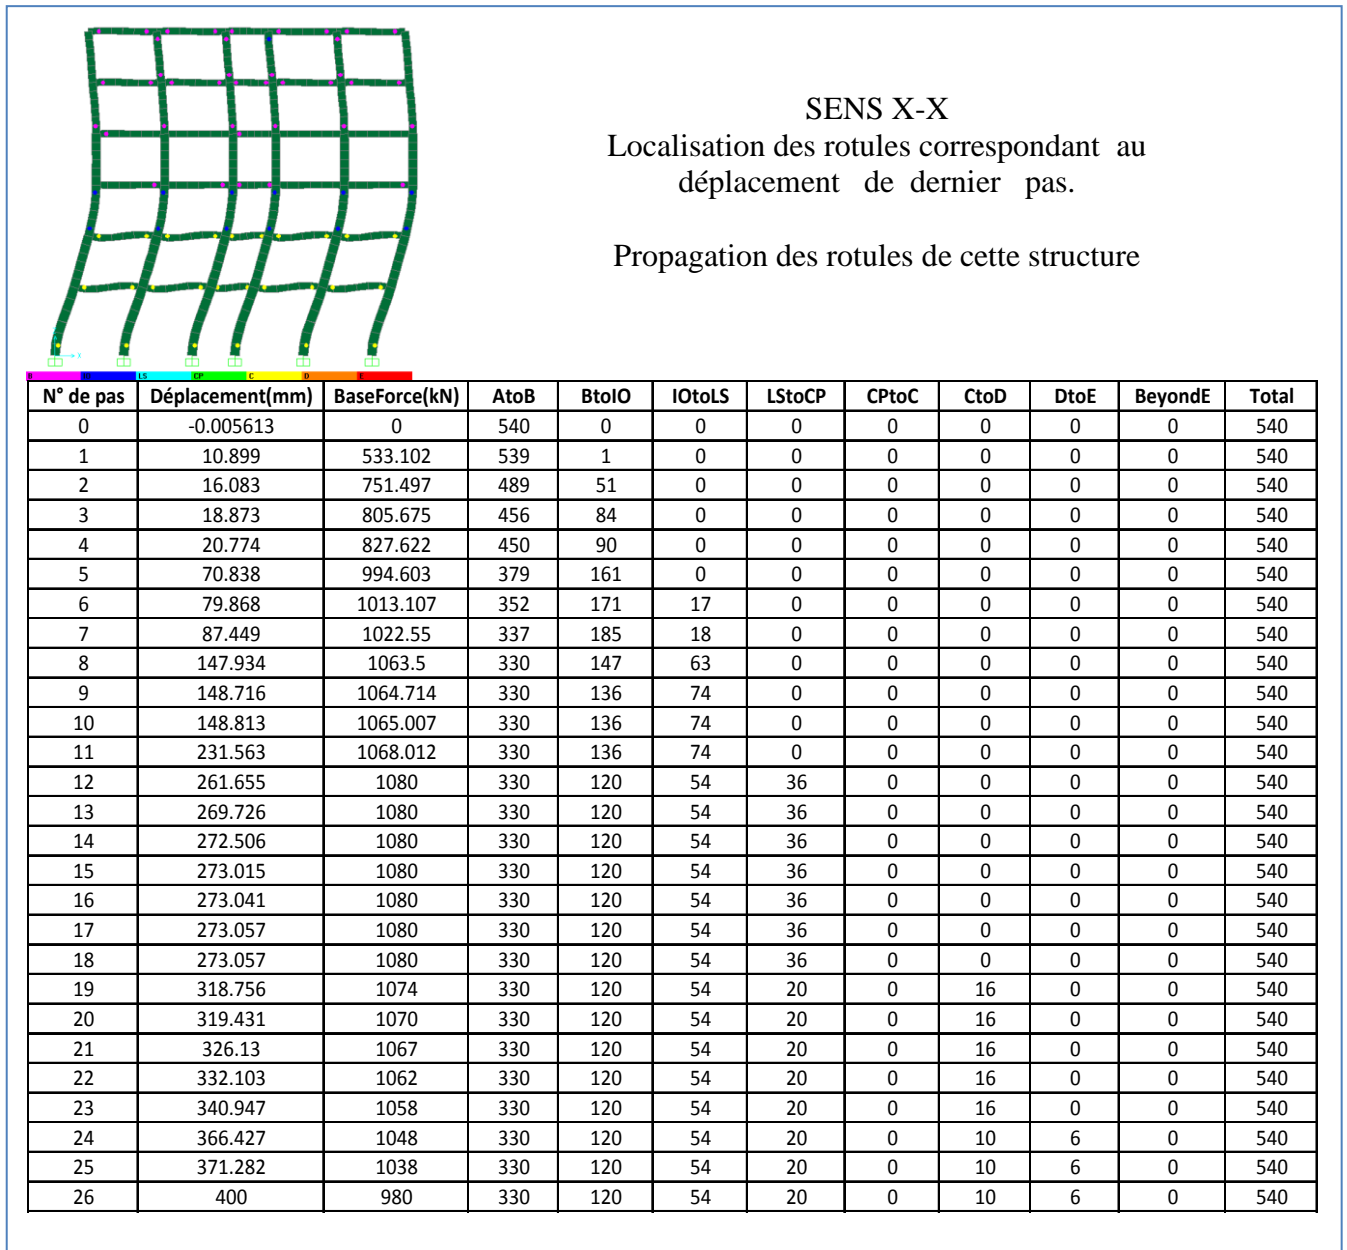 SENS X-X
Localisation des rotules correspondant au
déplacement de dernier pas.
Propagation des rotules de cette structure
X
B LS CP C D E
N° de pas Déplacement(mm) BaseForce(kN) AtoB BtoIO IOtoLS LStoCP CPtoC CtoD DtoE BeyondE Total
0 -0.005613 0 540 0 0 0 0 0 0 0 540
1 10.899 533.102 539 1 0 0 0 0 0 0 540
2 16.083 751.497 489 51 0 0 0 0 0 0 540
3 18.873 805.675 456 84 0 0 0 0 0 0 540
4 20.774 827.622 450 90 0 0 0 0 0 0 540
5 70.838 994.603 379 161 0 0 0 0 0 0 540
6 79.868 1013.107 352 171 17 0 0 0 0 0 540
7 87.449 1022.55 337 185 18 0 0 0 0 0 540
8 147.934 1063.5 330 147 63 0 0 0 0 0 540
9 148.716 1064.714 330 136 74 0 0 0 0 0 540
10 148.813 1065.007 330 136 74 0 0 0 0 0 540
11 231.563 1068.012 330 136 74 0 0 0 0 0 540
12 261.655 1080 330 120 54 36 0 0 0 0 540
13 269.726 1080 330 120 54 36 0 0 0 0 540
14 272.506 1080 330 120 54 36 0 0 0 0 540
15 273.015 1080 330 120 54 36 0 0 0 0 540
16 273.041 1080 330 120 54 36 0 0 0 0 540
17 273.057 1080 330 120 54 36 0 0 0 0 540
18 273.057 1080 330 120 54 36 0 0 0 0 540
19 318.756 1074 330 120 54 20 0 16 0 0 540
20 319.431 1070 330 120 54 20 0 16 0 0 540
21 326.13 1067 330 120 54 20 0 16 0 0 540
22 332.103 1062 330 120 54 20 0 16 0 0 540
23 340.947 1058 330 120 54 20 0 16 0 0 540
24 366.427 1048 330 120 54 20 0 10 6 0 540
25 371.282 1038 330 120 54 20 0 10 6 0 540
26 400 980 330 120 54 20 0 10 6 0 540